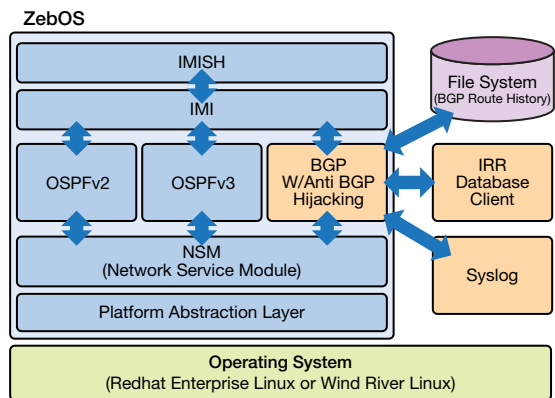 ZebOS
IMISH
IMI
File System
(BGP Route History)
OSPFv2
OSPFv3
BGP
W/Anti BGP
Hijacking
IRR
Database
Client
NSM
(Network Service Module)
Syslog
Platform Abstraction Layer
Operating System
(Redhat Enterprise Linux or Wind River Linux)